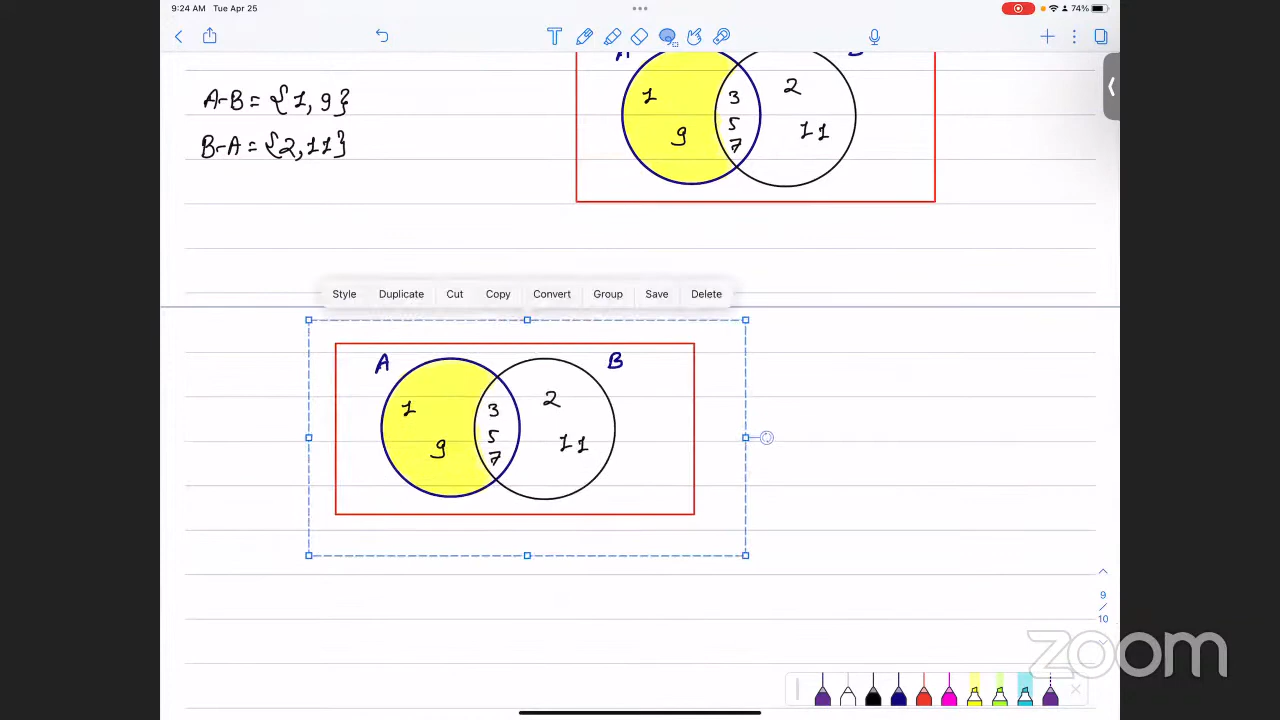 9:24 AM Tue Apr 25
74%
A B
A-B = {1, 9}
B-A = {2, 11}
1 3 2
9 5 11
7
Style Duplicate Cut Copy Convert Group Save Delete
A B
1 3 2
9 5 11
7
9
/
10
zoom